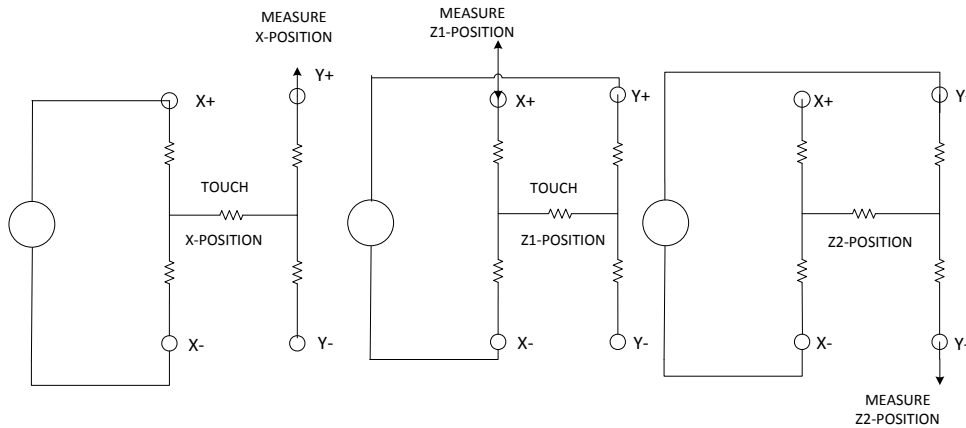 MEASURE
X-POSITION
X+
Y+
TOUCH
X-POSITION
X-
Y-
MEASURE
Z1-POSITION
X+
Y+
TOUCH
Z1-POSITION
X-
Y-
X+
Z2-POSITION
X-
MEASURE
Z2-POSITION